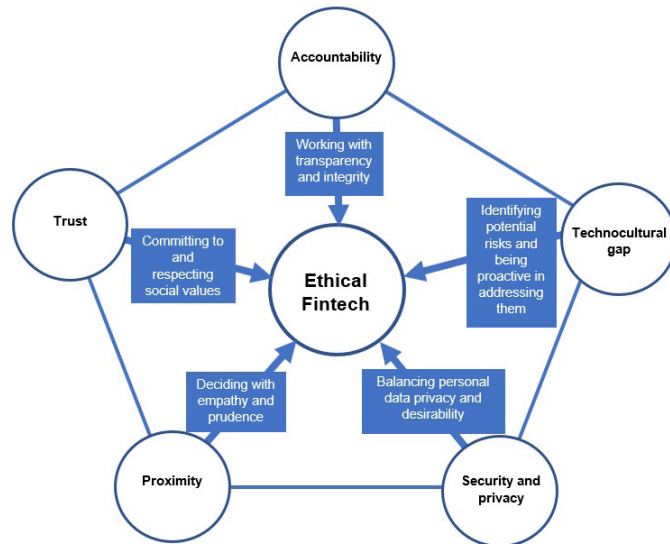 Accountability
Working with
transparency
and integrity
Trust
Committing to
and
respecting
social values
Ethical
Fintech
Identifying
potential
risks and
being
proactive in
addressing
them
Technocultural
gap
Deciding with
empathy and
prudence
Balancing personal
data privacy and
desirability
Proximity
Security and
privacy